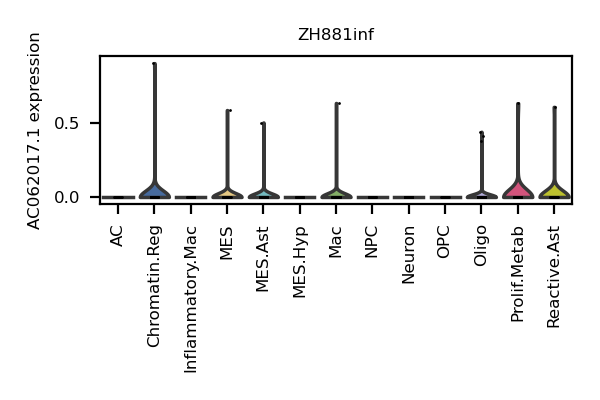 ZH881inf
AC062017.1 expression
0.5
0.0
AC
Chromatin.Reg
Inflammatory.Mac
MES
MES.Ast
MES.Hyp
Mac
NPC
Neuron
OPC
Oligo
Prolif.Metab
Reactive.Ast